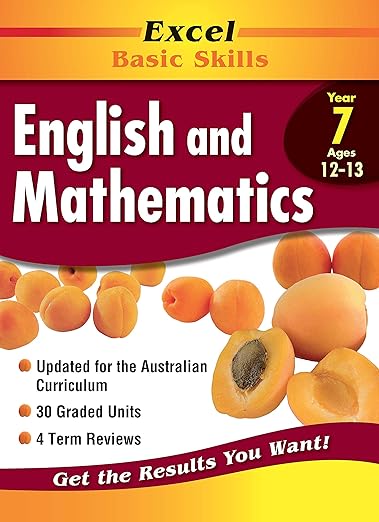 Excel
Basic Skills
English and
Mathematics
Year
7
Ages
12–13
Updated for the Australian
Curriculum
30 Graded Units
4 Term Reviews
Get the Results You Want!